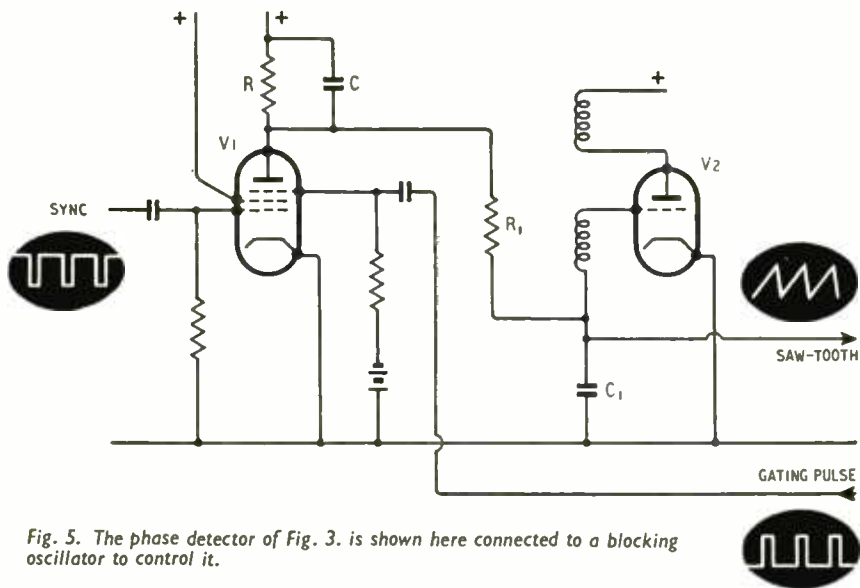 +
+
R
C
V1
+
V2
SYNC
R1
SAW-TOOTH
C1
GATING PULSE
Fig. 5. The phase detector of Fig. 3. is shown here connected to a blocking
oscillator to control it.